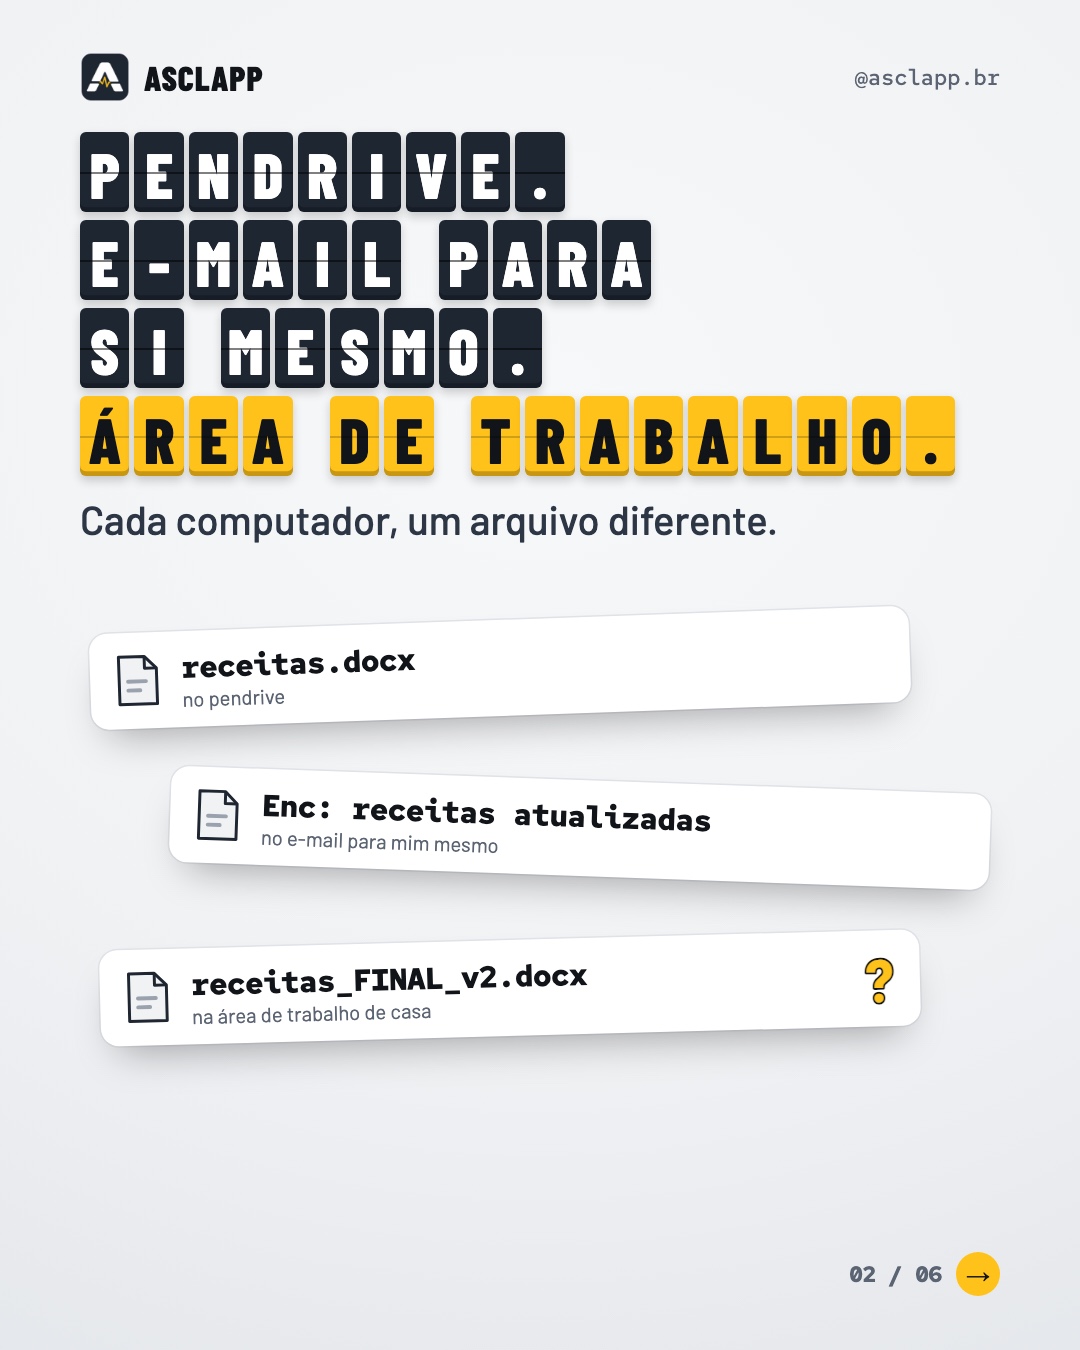 ASCLAPP
@asclapp.br
PENDRIVE.
E-MAIL PARA
SI MESMO.
ÁREA DE TRABALHO.
Cada computador, um arquivo diferente.
receitas.docx
no pendrive
Enc: receitas atualizadas
no e-mail para mim mesmo
receitas_FINAL_v2.docx
na área de trabalho de casa
?
02 / 06 →